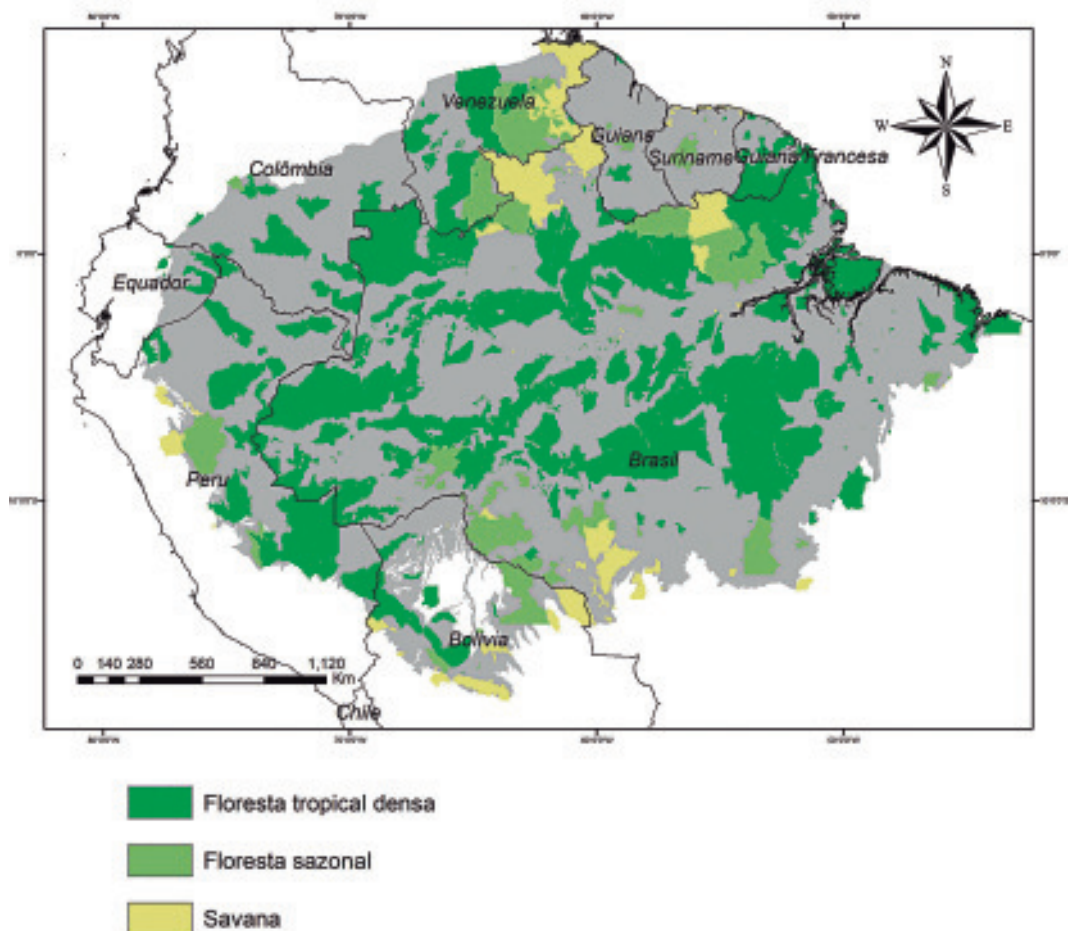 N
W E
S
Venezuela
Guiana
Suriname
Guiana Francesa
Colômbia
Equador
Brasil
Peru
Bolívia
0 140 280 560 840 1,120
Km
Chile
Floresta tropical densa
Floresta sazonal
Savana